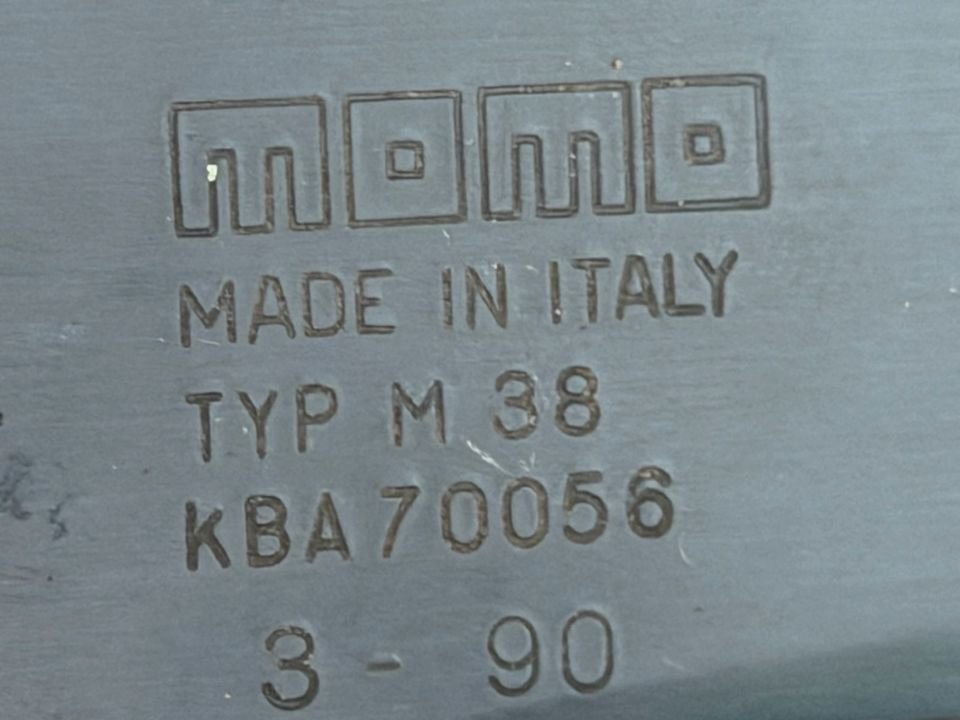 momo
MADE IN ITALY
TYP M 38
KBA 70056
3 - 90